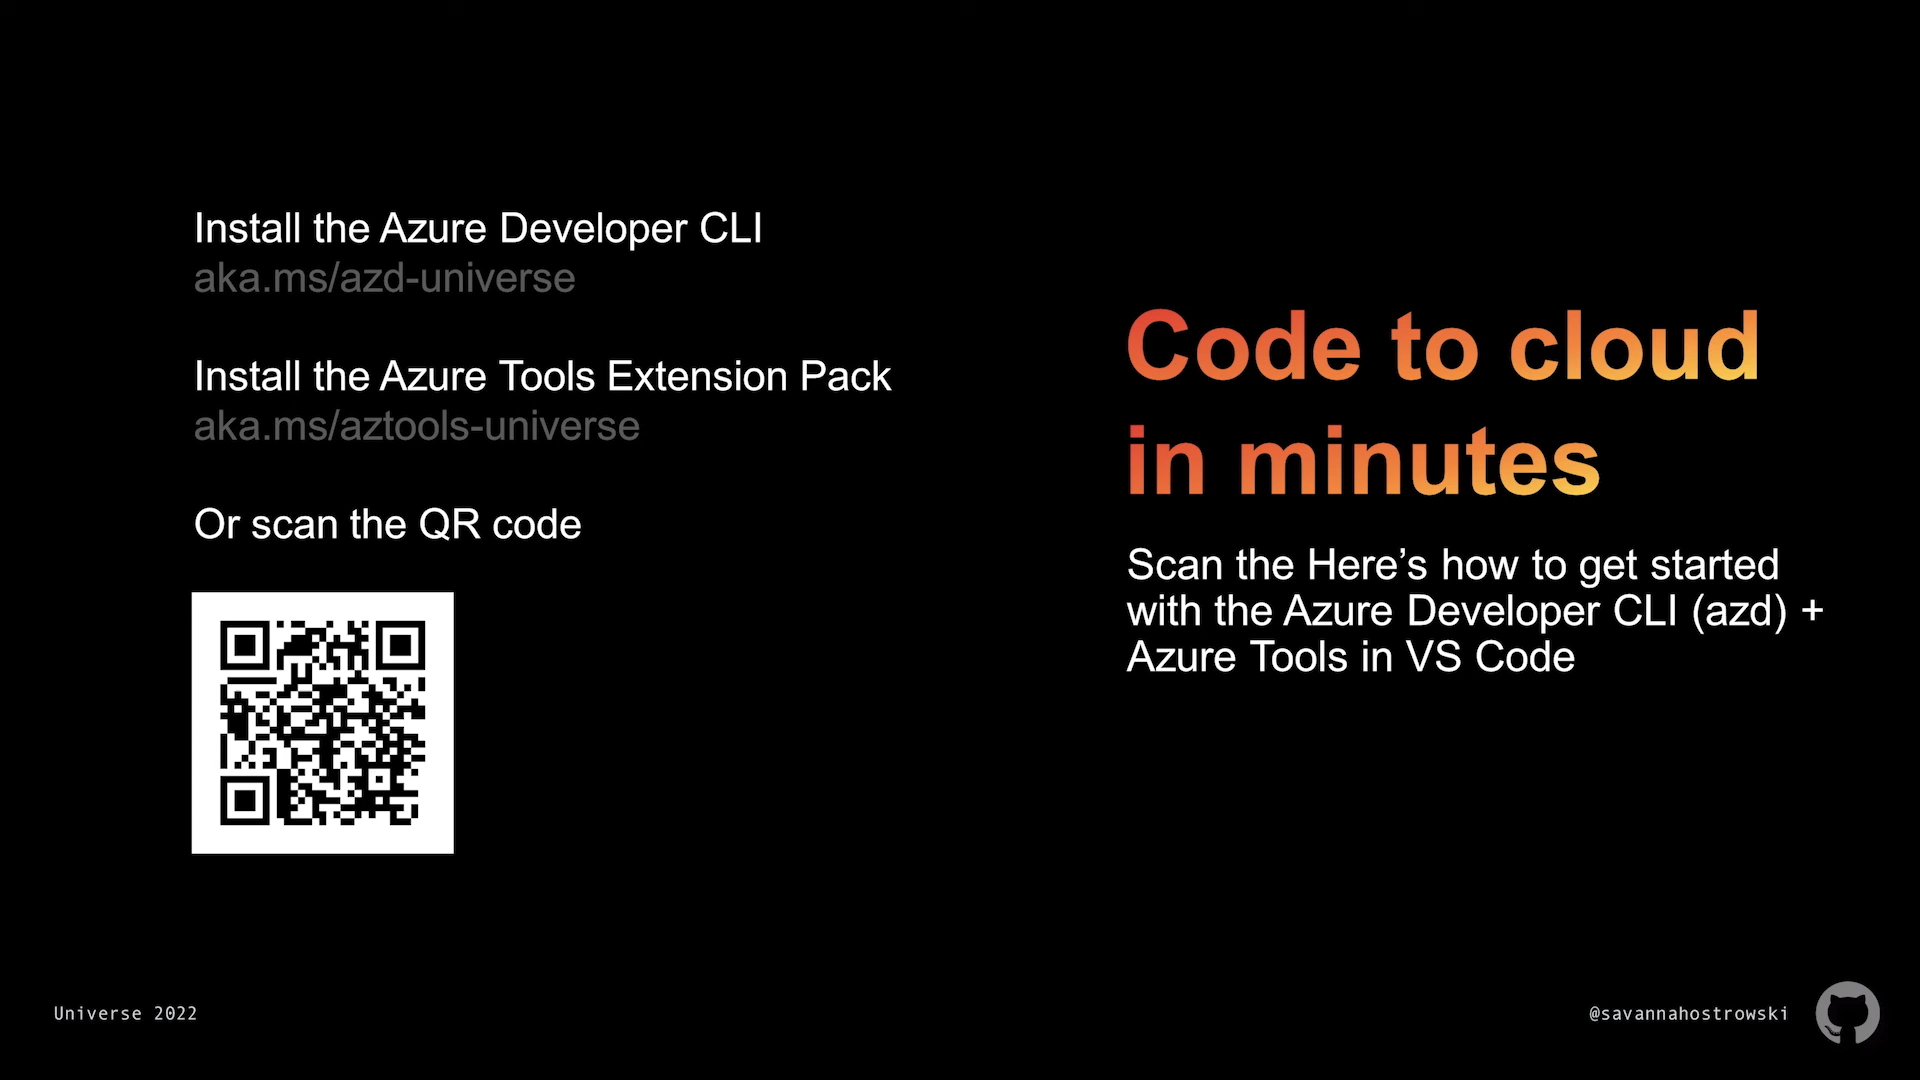 Install the Azure Developer CLI
aka.ms/azd-universe
Install the Azure Tools Extension Pack
aka.ms/aztools-universe
Or scan the QR code
Code to cloud
in minutes
Scan the Here’s how to get started
with the Azure Developer CLI (azd) +
Azure Tools in VS Code
Universe 2022
@savannahostrowski